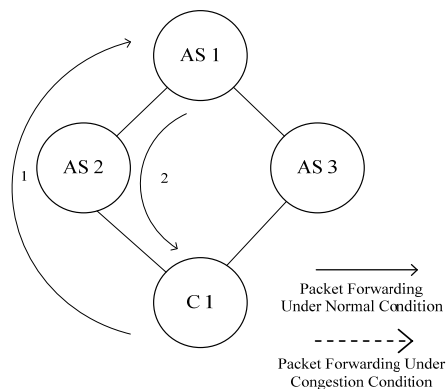 AS 1
1
AS 2
2
AS 3
C 1
Packet Forwarding
Under Normal Condition
Packet Forwarding Under
Congestion Condition